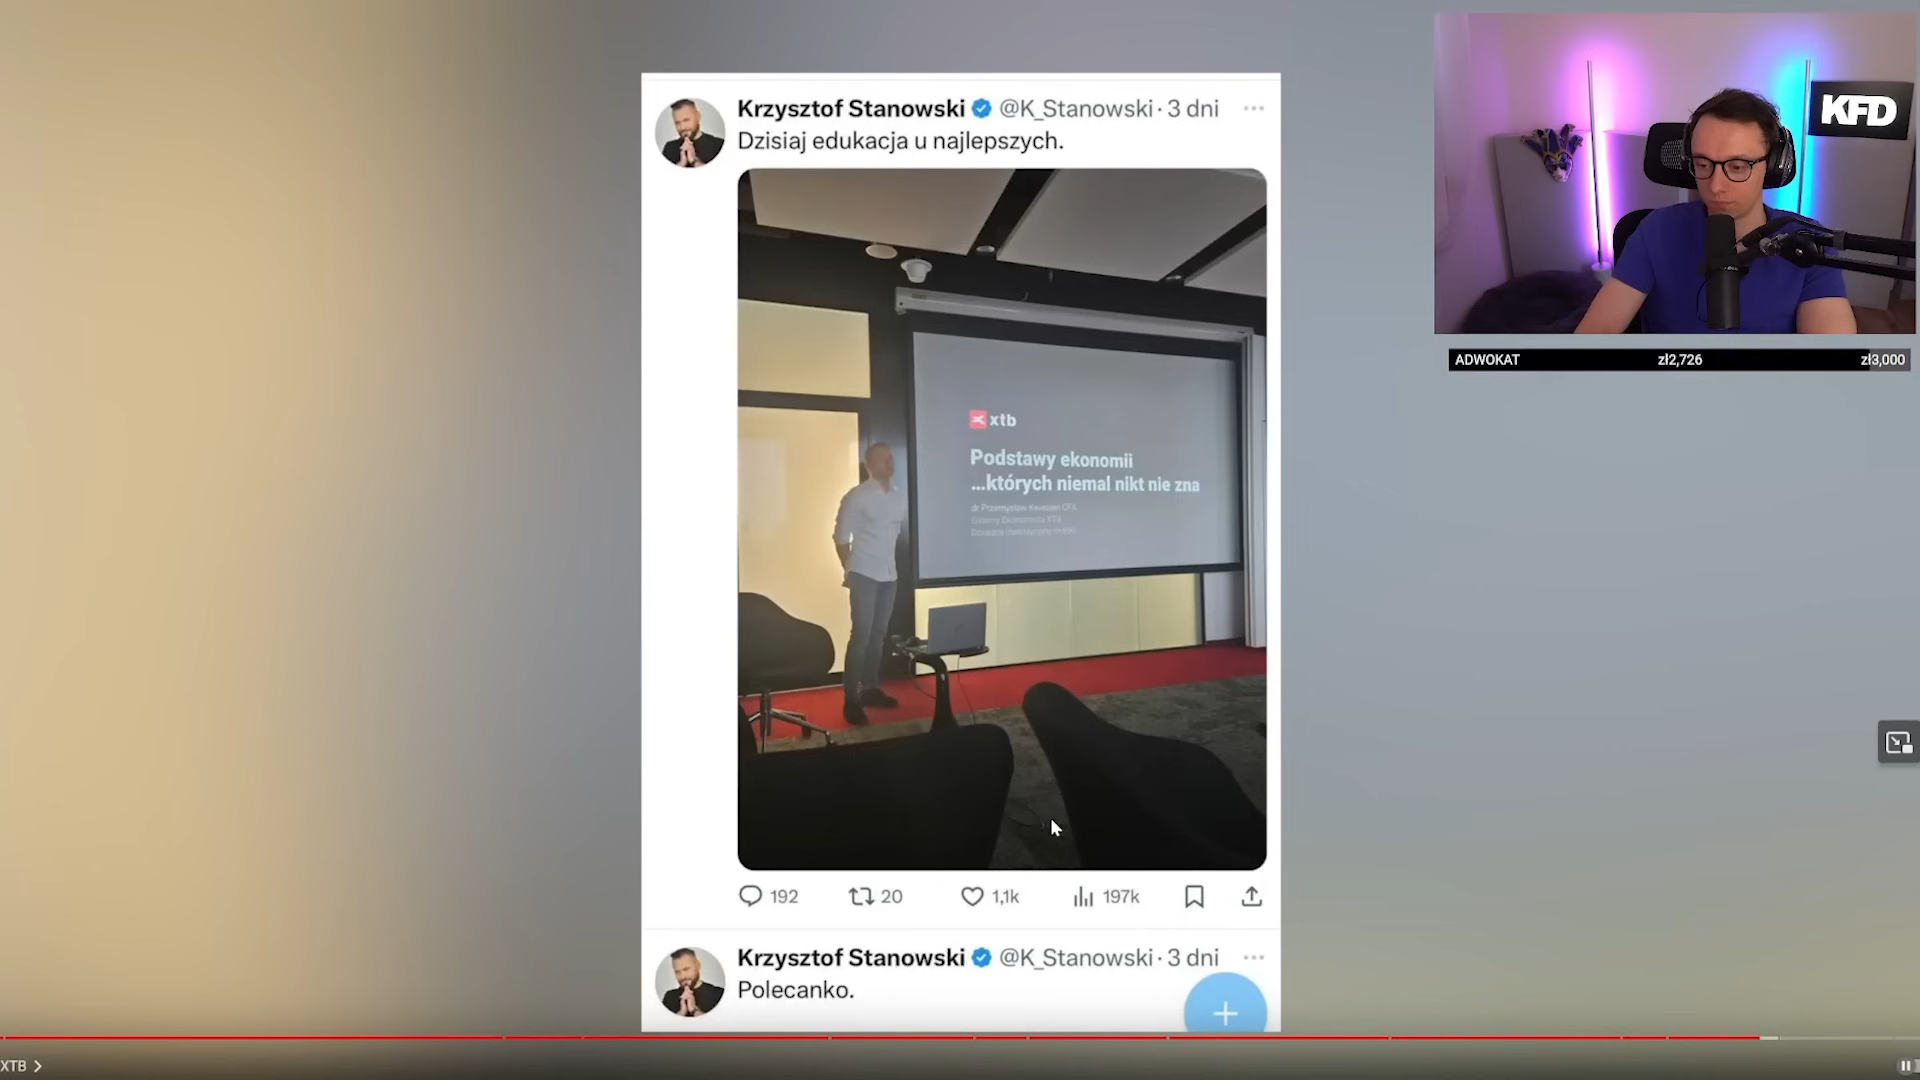 Krzysztof Stanowski @K_Stanowski · 3 dni
Dzisiaj edukacja u najlepszych.
xtb
Podstawy ekonomii
...których niemal nikt nie zna
192 20 1,1k 197k
Krzysztof Stanowski @K_Stanowski · 3 dni
Polecanko.
KFD
ADWOKAT zł2,726 zł3,000
XTB